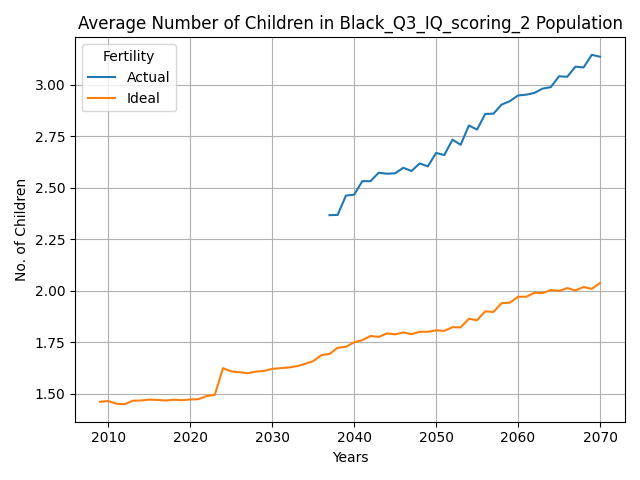 Average Number of Children in Black_Q3_IQ_scoring_2 Population
Fertility
Actual
Ideal
3.00
2.75
2.50
2.25
2.00
1.75
1.50
No. of Children
2010 2020 2030 2040 2050 2060 2070
Years